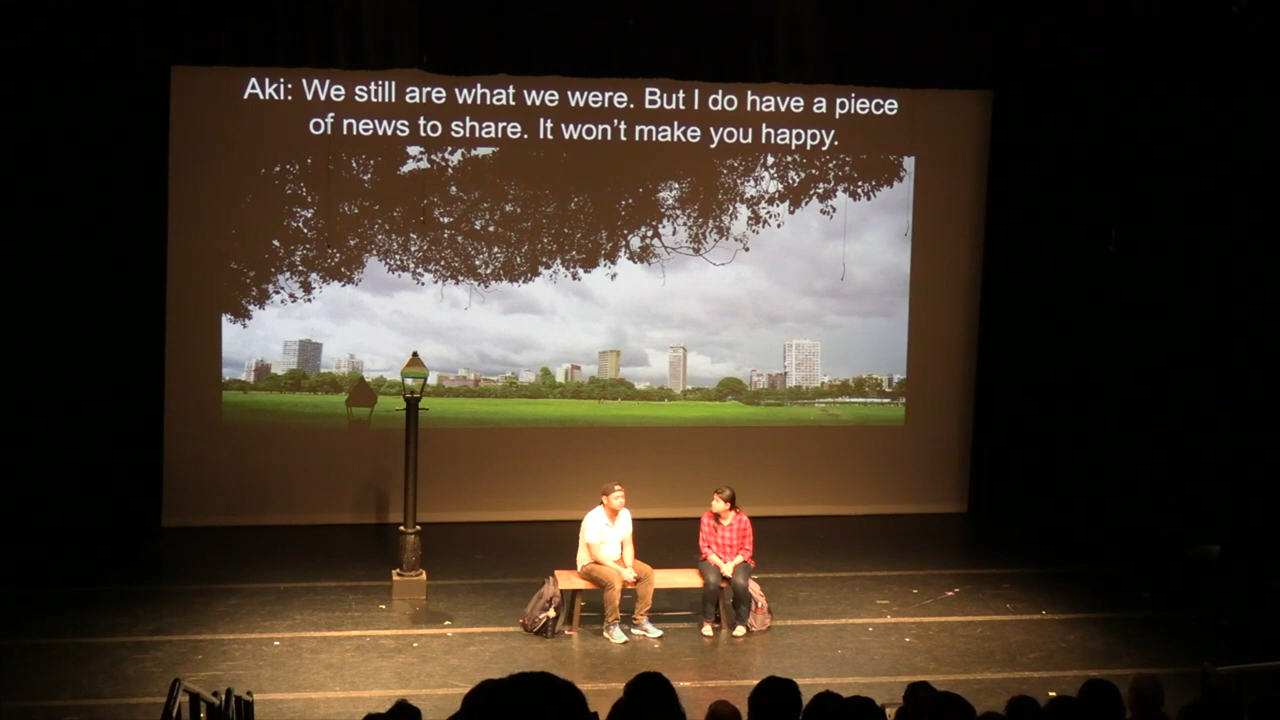 Aki: We still are what we were. But I do have a piece
of news to share. It won’t make you happy.